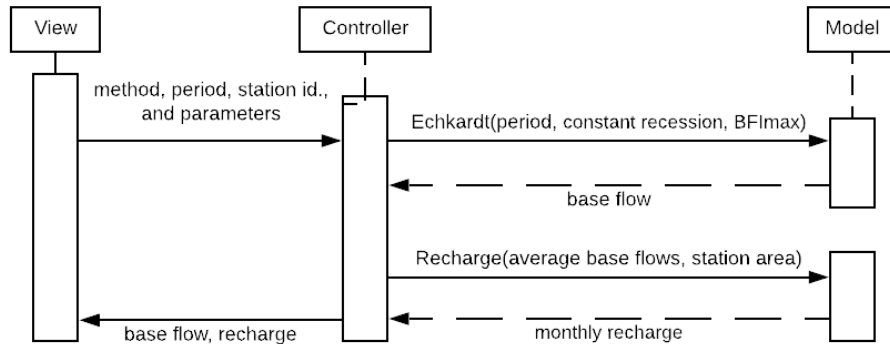 View
Controller
Model
method, period, station id.,
and parameters
Echkardt(period, constant recession, BFImax)
base flow
Recharge(average base flows, station area)
base flow, recharge
monthly recharge